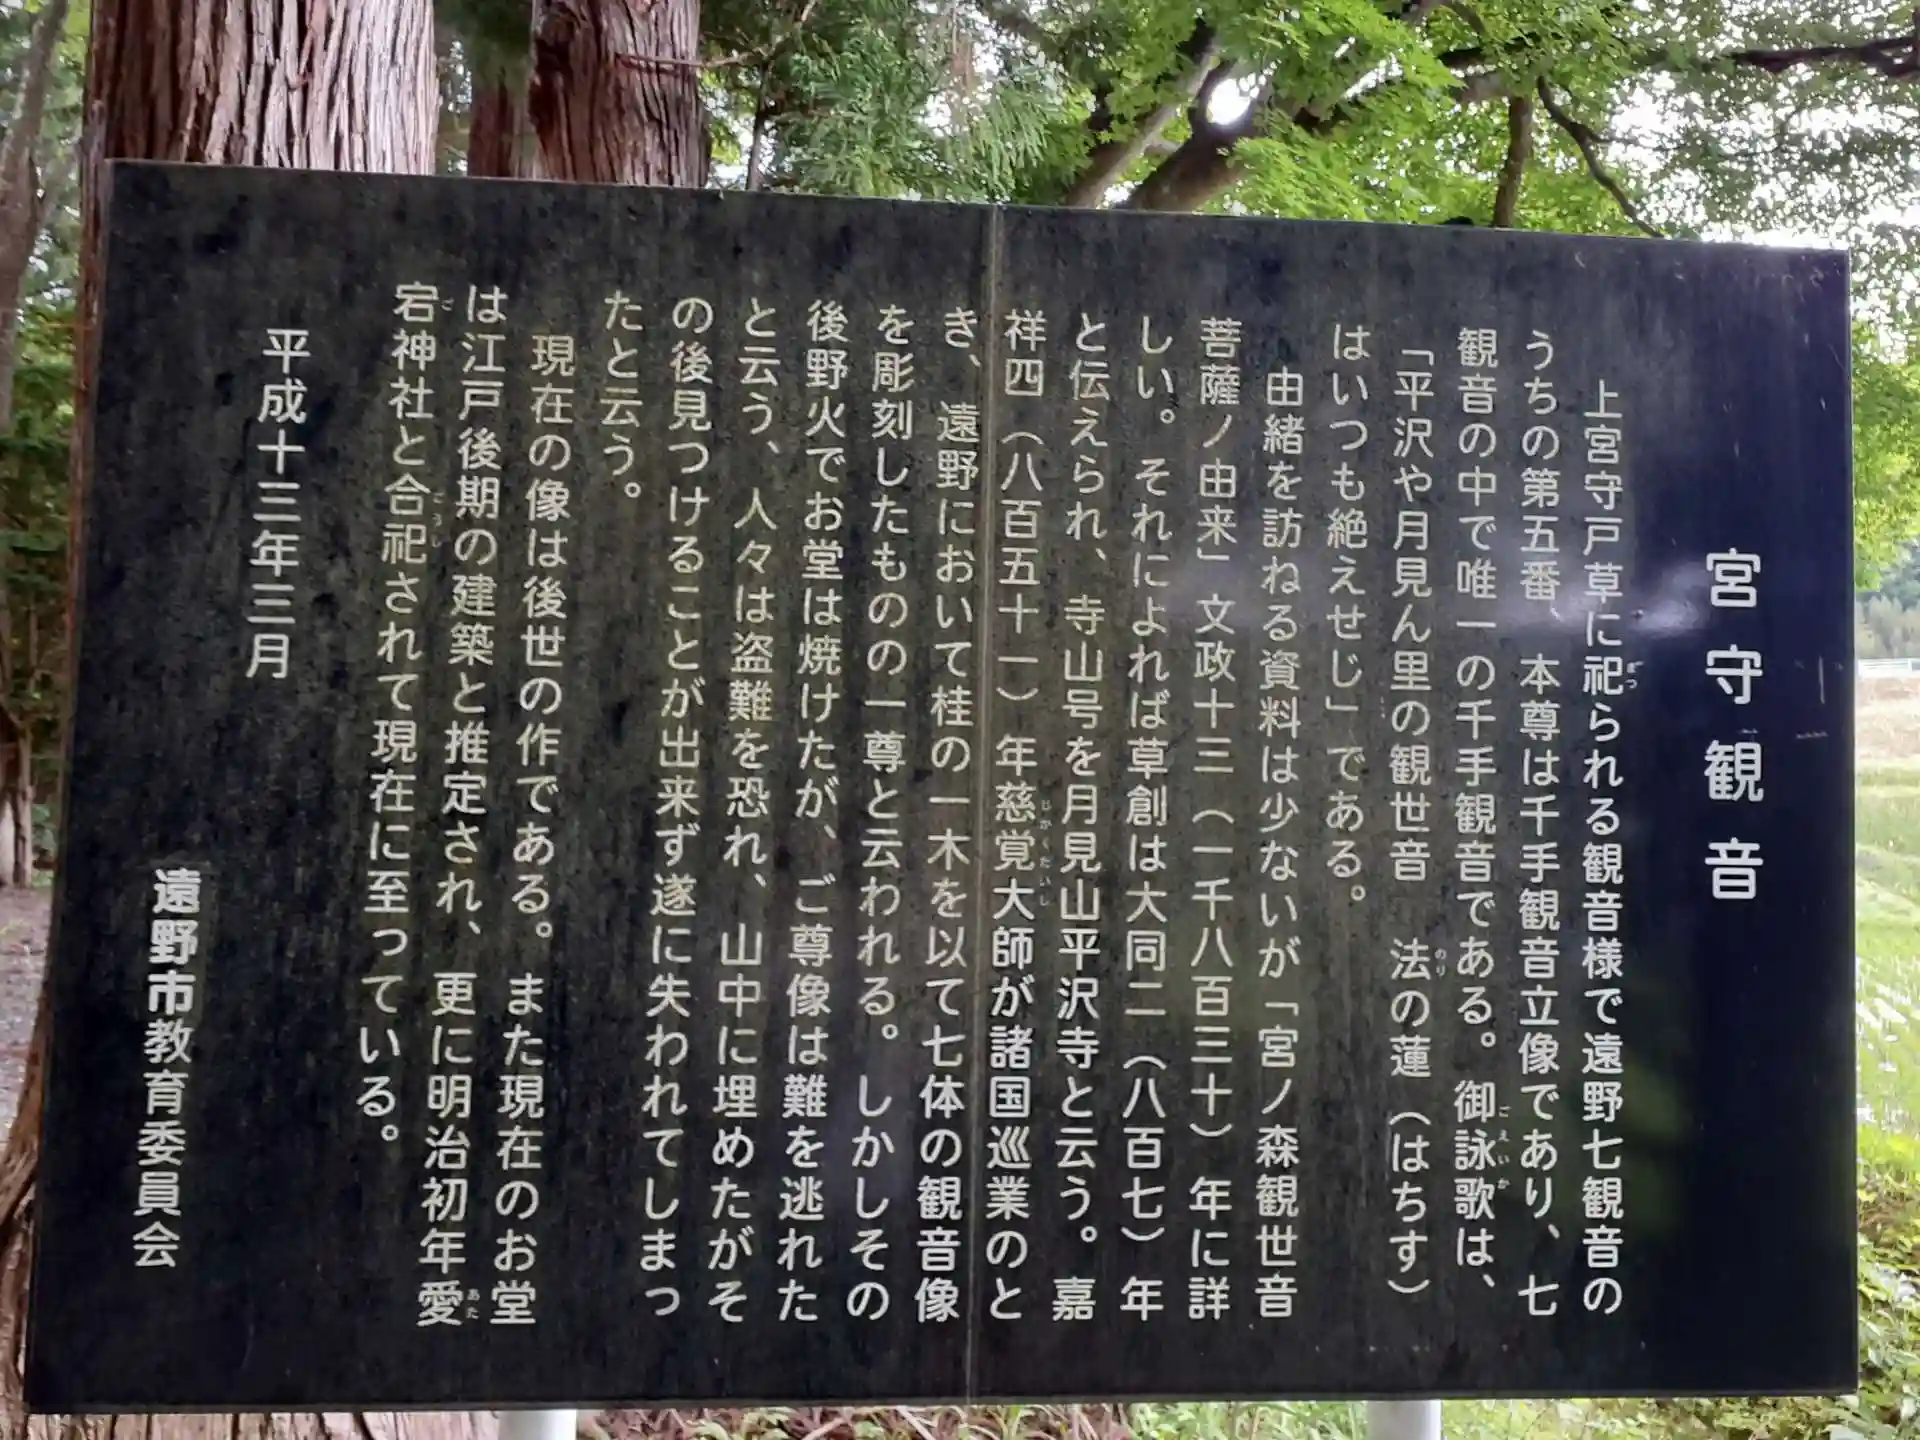 宮守観音
上宮守戸草に祀られる観音様で遠野七観音の
うちの第五番、本尊は千手観音立像であり、七
観音の中で唯一の千手観音である。御詠歌は、
「平沢や月見ん里の観世音　法の蓮（はちす）
はいつも絶えせじ」である。
由緒を訪ねる資料は少ないが「宮ノ森観世音
菩薩ノ由来」文政十三（一千八百三十）年に詳
しい。それによれば草創は大同二（八百七）年
と伝えられ、寺山号を月見山平沢寺と云う。嘉
祥四（八百五十一）年慈覚大師が諸国巡業のと
き、遠野において桂の一木を以て七体の観音像
を彫刻したものの一尊と云われる。しかしその
後野火でお堂は焼けたが、ご尊像は難を逃れた
と云う、人々は盗難を恐れ、山中に埋めたがそ
の後見つけることが出来ず遂に失われてしまっ
たと云う。
現在の像は後世の作である。また現在のお堂
は江戸後期の建築と推定され、更に明治初年愛
宕神社と合祀されて現在に至っている。
平成十三年三月
遠野市教育委員会